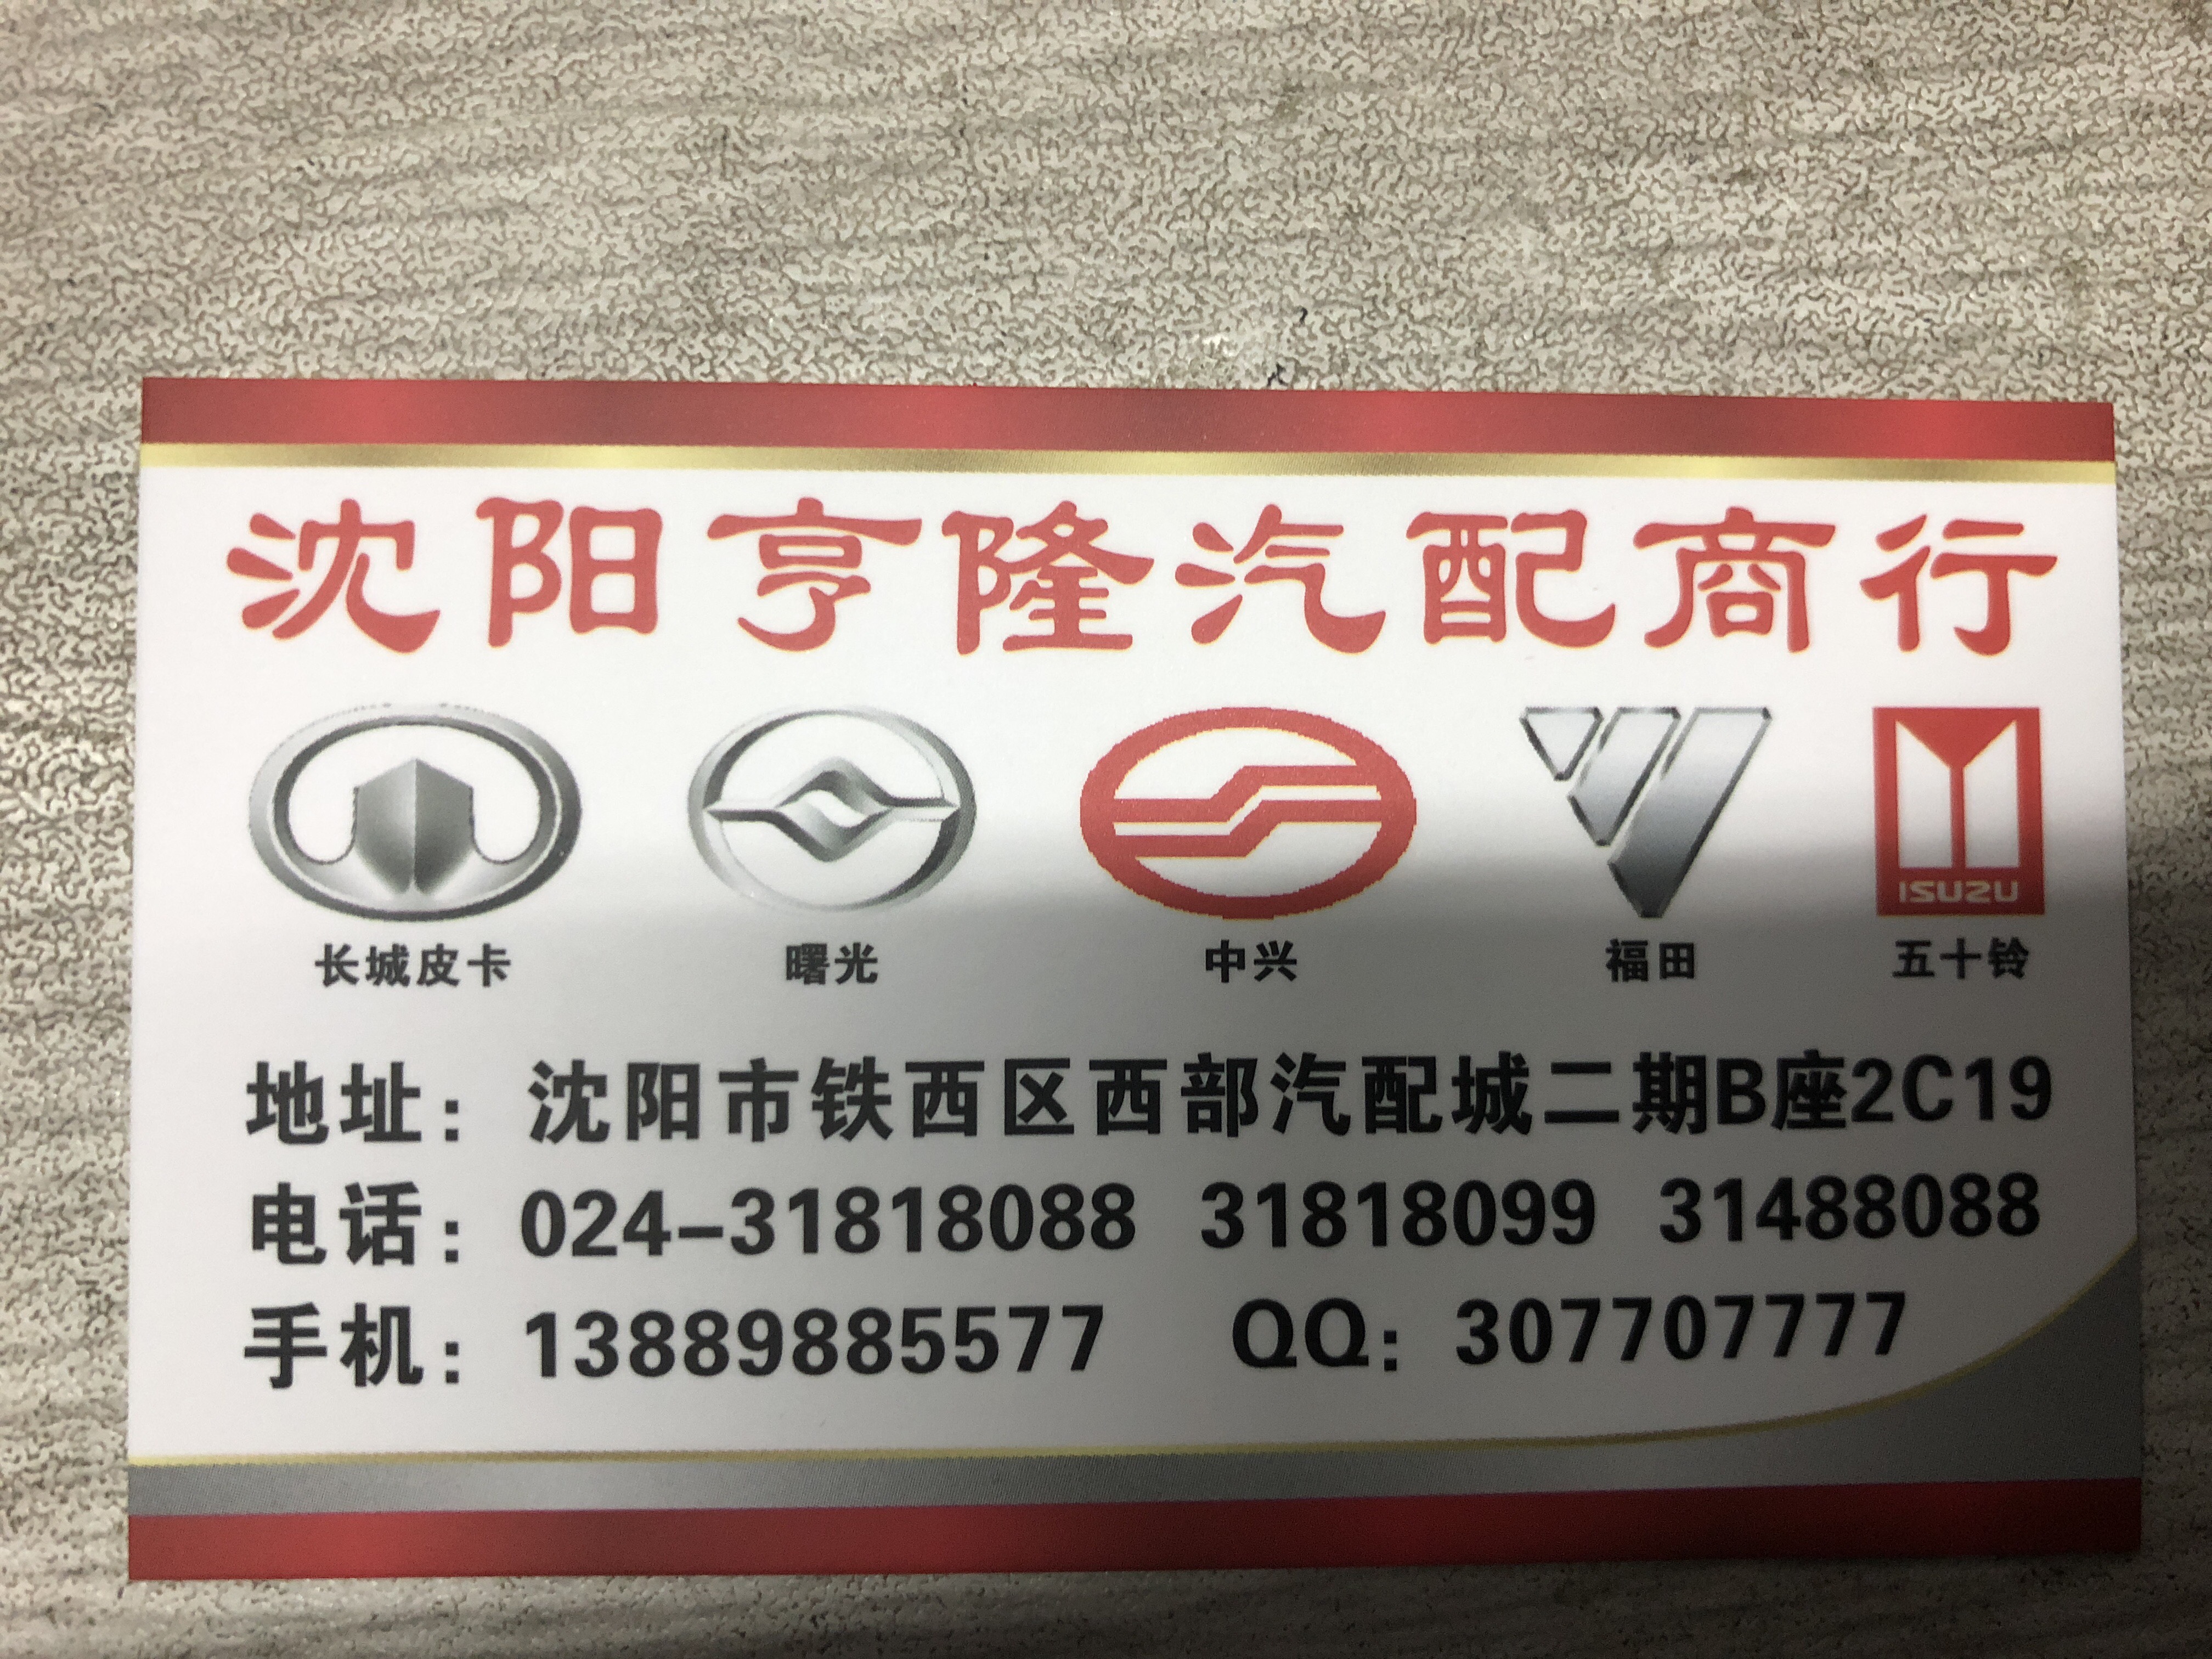 沈阳亨隆汽配商行
ISUZU
长城皮卡 曙光 中兴 福田 五十铃
地址：沈阳市铁西区西部汽配城二期B座2C19
电话：024-31818088 31818099 31488088
手机：13889885577 QQ：307707777